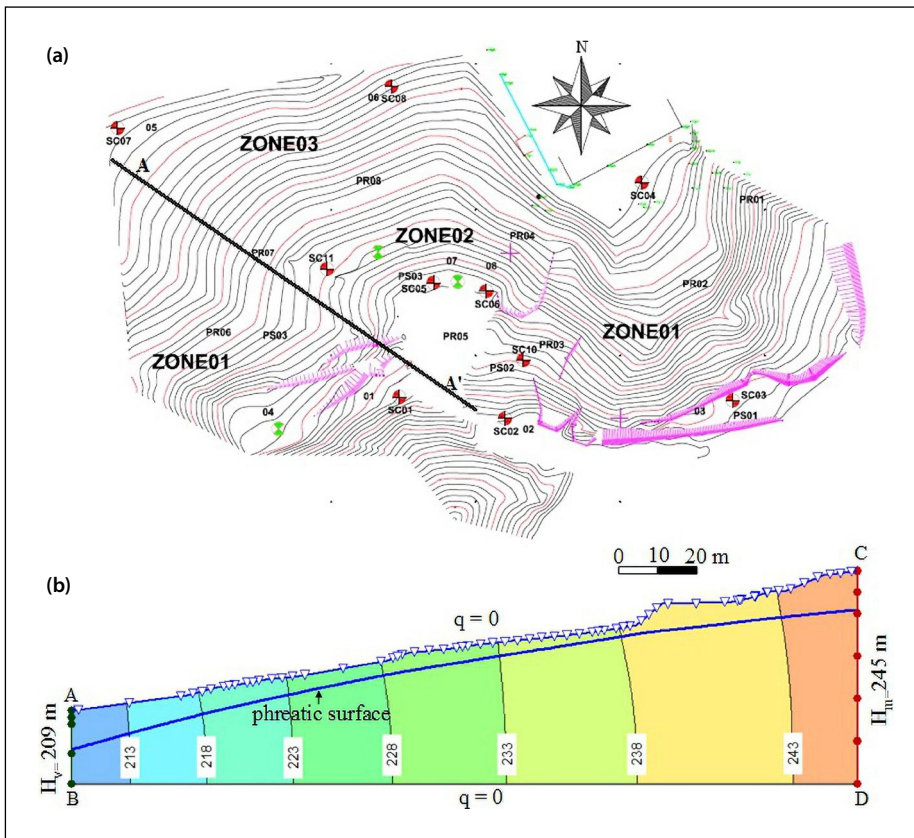 (a)
N
06 SC08
05
SC07
ZONE03
A
PR08
SC04
PR01
ZONE02
PR04
PR07
SC11
07
08
PS03
SC05
SC06
PR02
PR06
PS03
PR05
ZONE01
ZONE01
SC10
PR03
PS02
A'
01
SC01
04
SC02
02
SC03
03
PS01
(b)
0 10 20 m
C
q = 0
A
phreatic surface
Hv= 209 m
Hm= 245 m
213
218
223
228
233
238
243
B
q = 0
D